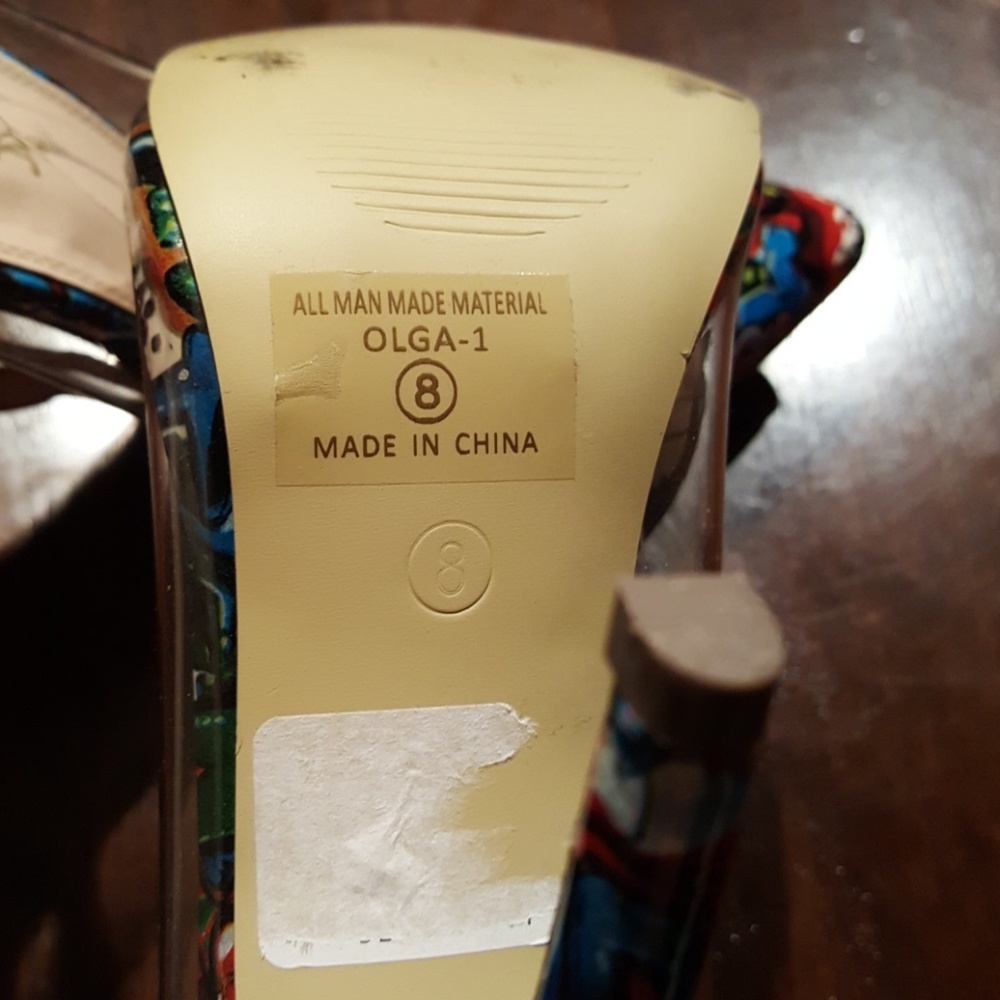 ALL MAN MADE MATERIAL
OLGA-1
8
MADE IN CHINA
8